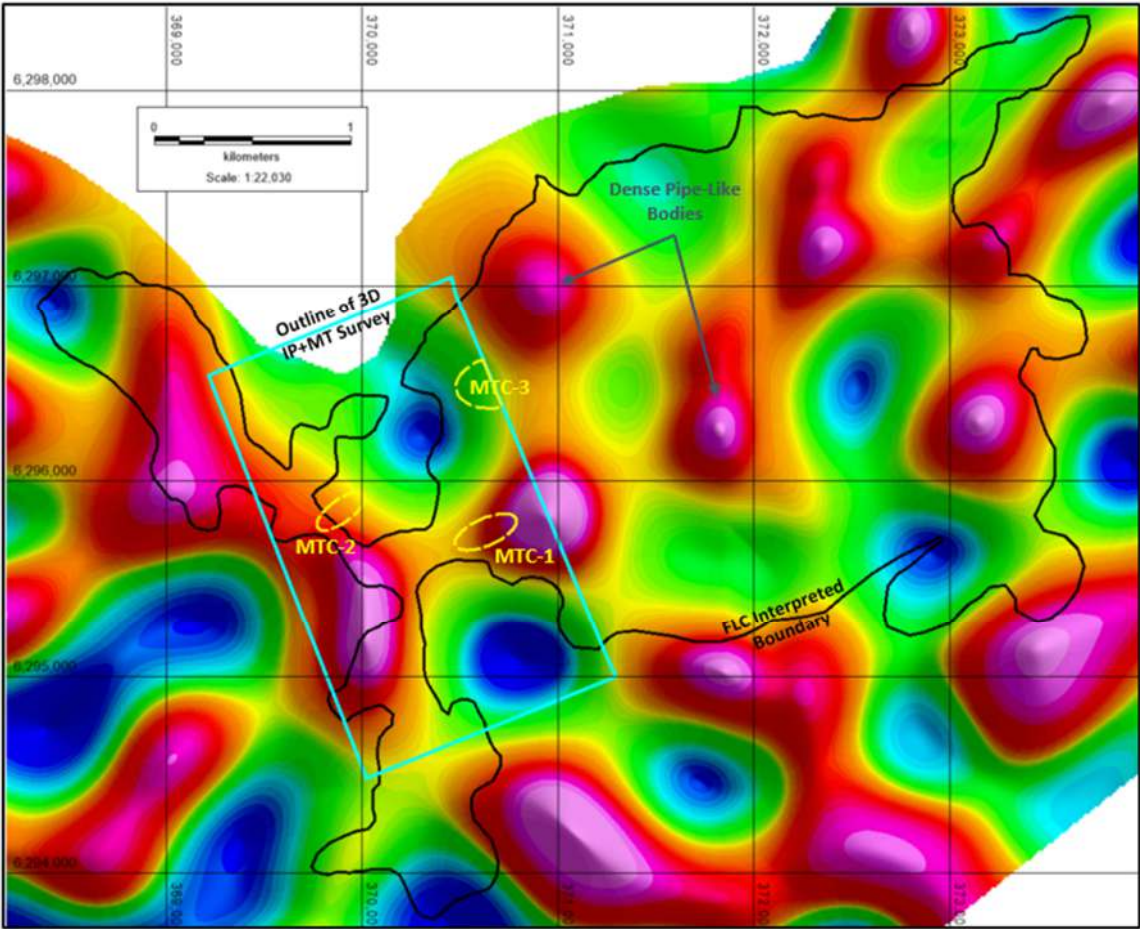 369,000
370,000
371,000
372,000
373,000
6,298,000
0
1
kilometers
Scale: 1:22,030
Dense Pipe-Like
Bodies
6,297,000
Outline of 3D
IP+MT Survey
MTC-3
6,296,000
MTC-2
MTC-1
FLC Interpreted
Boundary
6,295,000
6,294,000